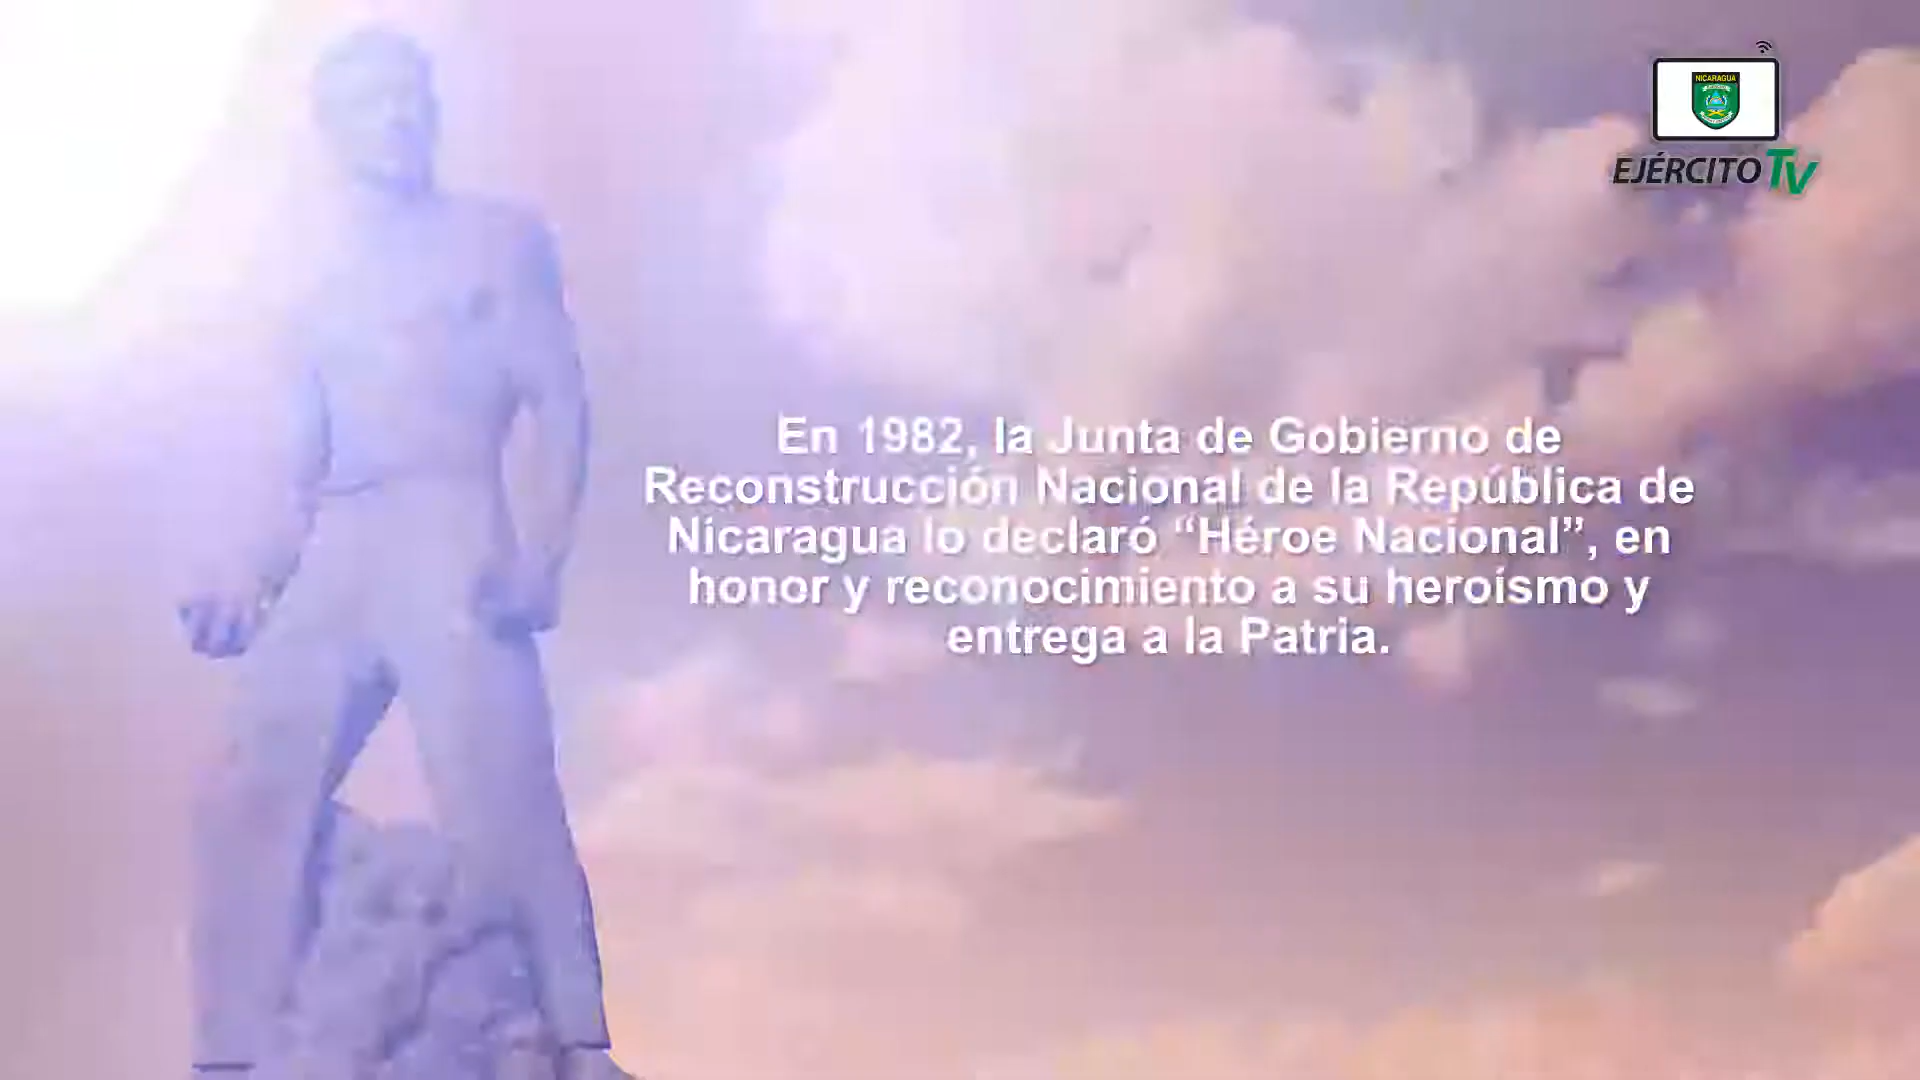 NICARAGUA
EJÉRCITO TV
En 1982, la Junta de Gobierno de
Reconstrucción Nacional de la República de
Nicaragua lo declaró “Héroe Nacional”, en
honor y reconocimiento a su heroísmo y
entrega a la Patria.